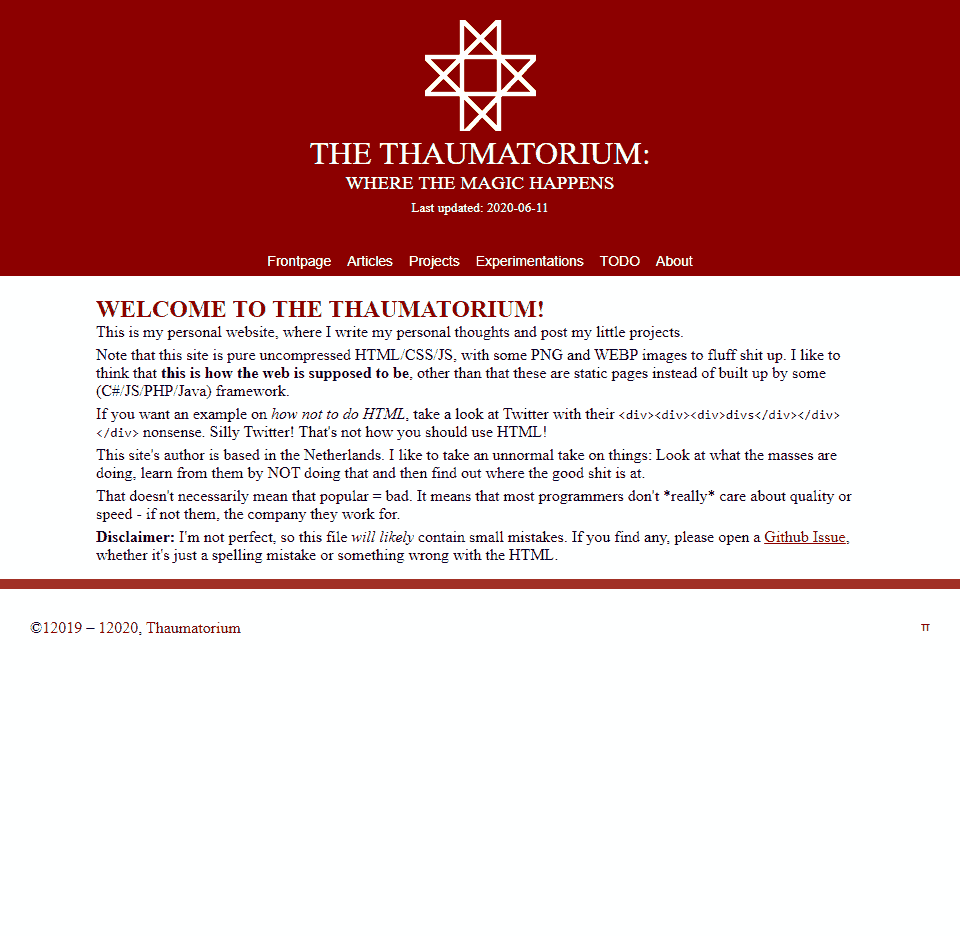 THE THAUMATORIUM:
WHERE THE MAGIC HAPPENS
Last updated: 2020-06-11
Frontpage Articles Projects Experimentations TODO About
WELCOME TO THE THAUMATORIUM!
This is my personal website, where I write my personal thoughts and post my little projects.
Note that this site is pure uncompressed HTML/CSS/JS, with some PNG and WEBP images to fluff shit up. I like to
think that this is how the web is supposed to be, other than that these are static pages instead of built up by some
(C#/JS/PHP/Java) framework.
If you want an example on how not to do HTML, take a look at Twitter with their <div><div><div>divs</div></div>
</div> nonsense. Silly Twitter! That's not how you should use HTML!
This site's author is based in the Netherlands. I like to take an unnormal take on things: Look at what the masses are
doing, learn from them by NOT doing that and then find out where the good shit is at.
That doesn't necessarily mean that popular = bad. It means that most programmers don't *really* care about quality or
speed - if not them, the company they work for.
Disclaimer: I'm not perfect, so this file will likely contain small mistakes. If you find any, please open a Github Issue,
whether it's just a spelling mistake or something wrong with the HTML.
©12019 – 12020, Thaumatorium π